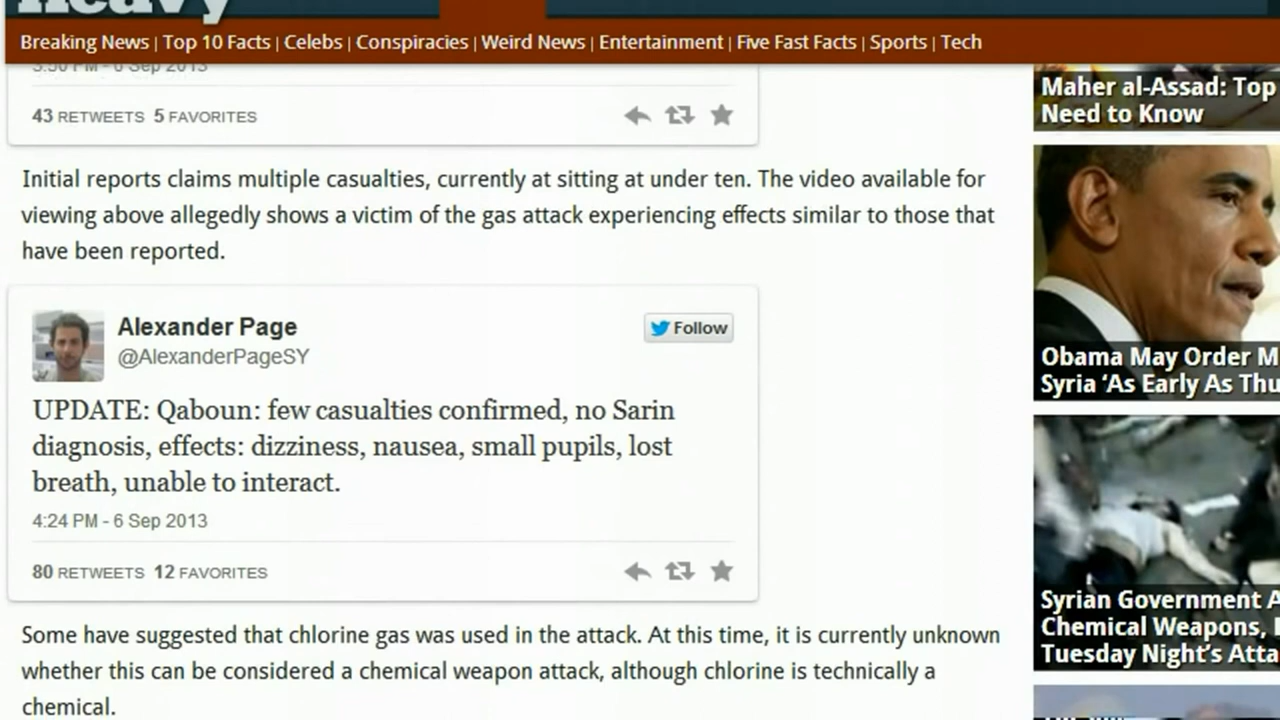 Heavy
Breaking News | Top 10 Facts | Celebs | Conspiracies | Weird News | Entertainment | Five Fast Facts | Sports | Tech
3:50 PM - 6 Sep 2013
43 RETWEETS 5 FAVORITES
Initial reports claims multiple casualties, currently at sitting at under ten. The video available for
viewing above allegedly shows a victim of the gas attack experiencing effects similar to those that
have been reported.
Alexander Page
@AlexanderPageSY
Follow
UPDATE: Qaboun: few casualties confirmed, no Sarin
diagnosis, effects: dizziness, nausea, small pupils, lost
breath, unable to interact.
4:24 PM - 6 Sep 2013
80 RETWEETS 12 FAVORITES
Some have suggested that chlorine gas was used in the attack. At this time, it is currently unknown
whether this can be considered a chemical weapon attack, although chlorine is technically a
chemical.
Maher al-Assad: Top
Need to Know
Obama May Order M
Syria ‘As Early As Thu
Syrian Government A
Chemical Weapons,
Tuesday Night’s Atta